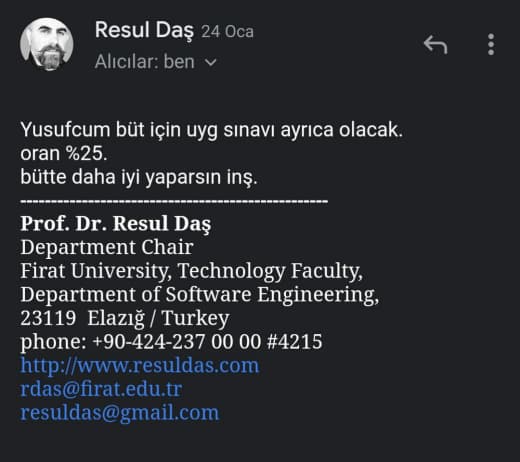 Resul Daş 24 Oca
Alıcılar: ben
Yusufcum büt için uyg sınavı ayrıca olacak.
oran %25.
bütte daha iyi yaparsın inş.
----------------------------------------------------
Prof. Dr. Resul Daş
Department Chair
Firat University, Technology Faculty,
Department of Software Engineering,
23119  Elazığ / Turkey
phone: +90-424-237 00 00 #4215
http://www.resuldas.com
rdas@firat.edu.tr
resuldas@gmail.com